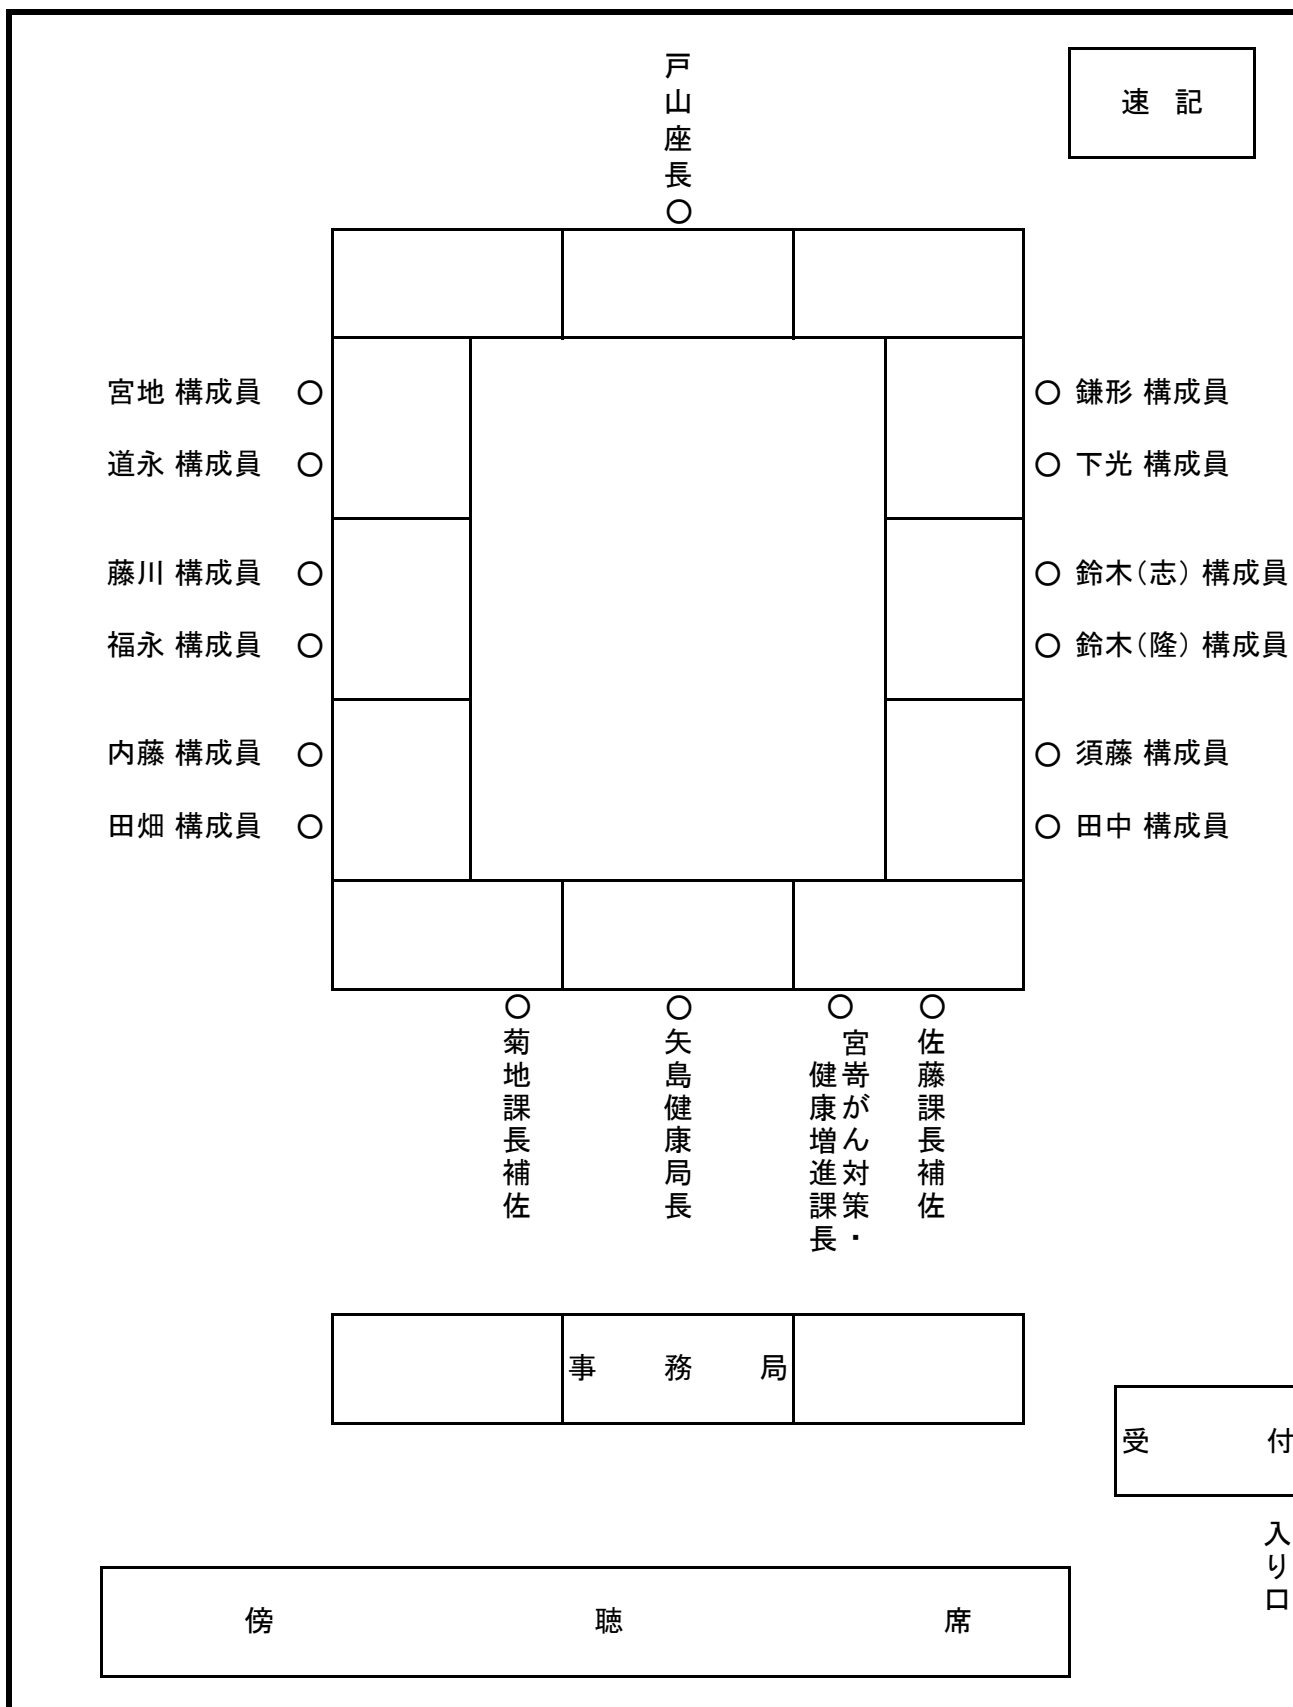 戸山座長
速 記
宮地 構成員
鎌形 構成員
道永 構成員
下光 構成員
藤川 構成員
鈴木(志) 構成員
福永 構成員
鈴木(隆) 構成員
内藤 構成員
須藤 構成員
田畑 構成員
田中 構成員
菊地課長補佐
矢島健康局長
宮嵜がん対策・
健康増進課長
佐藤課長補佐
事 務 局
受 付
入り口
傍 聴 席